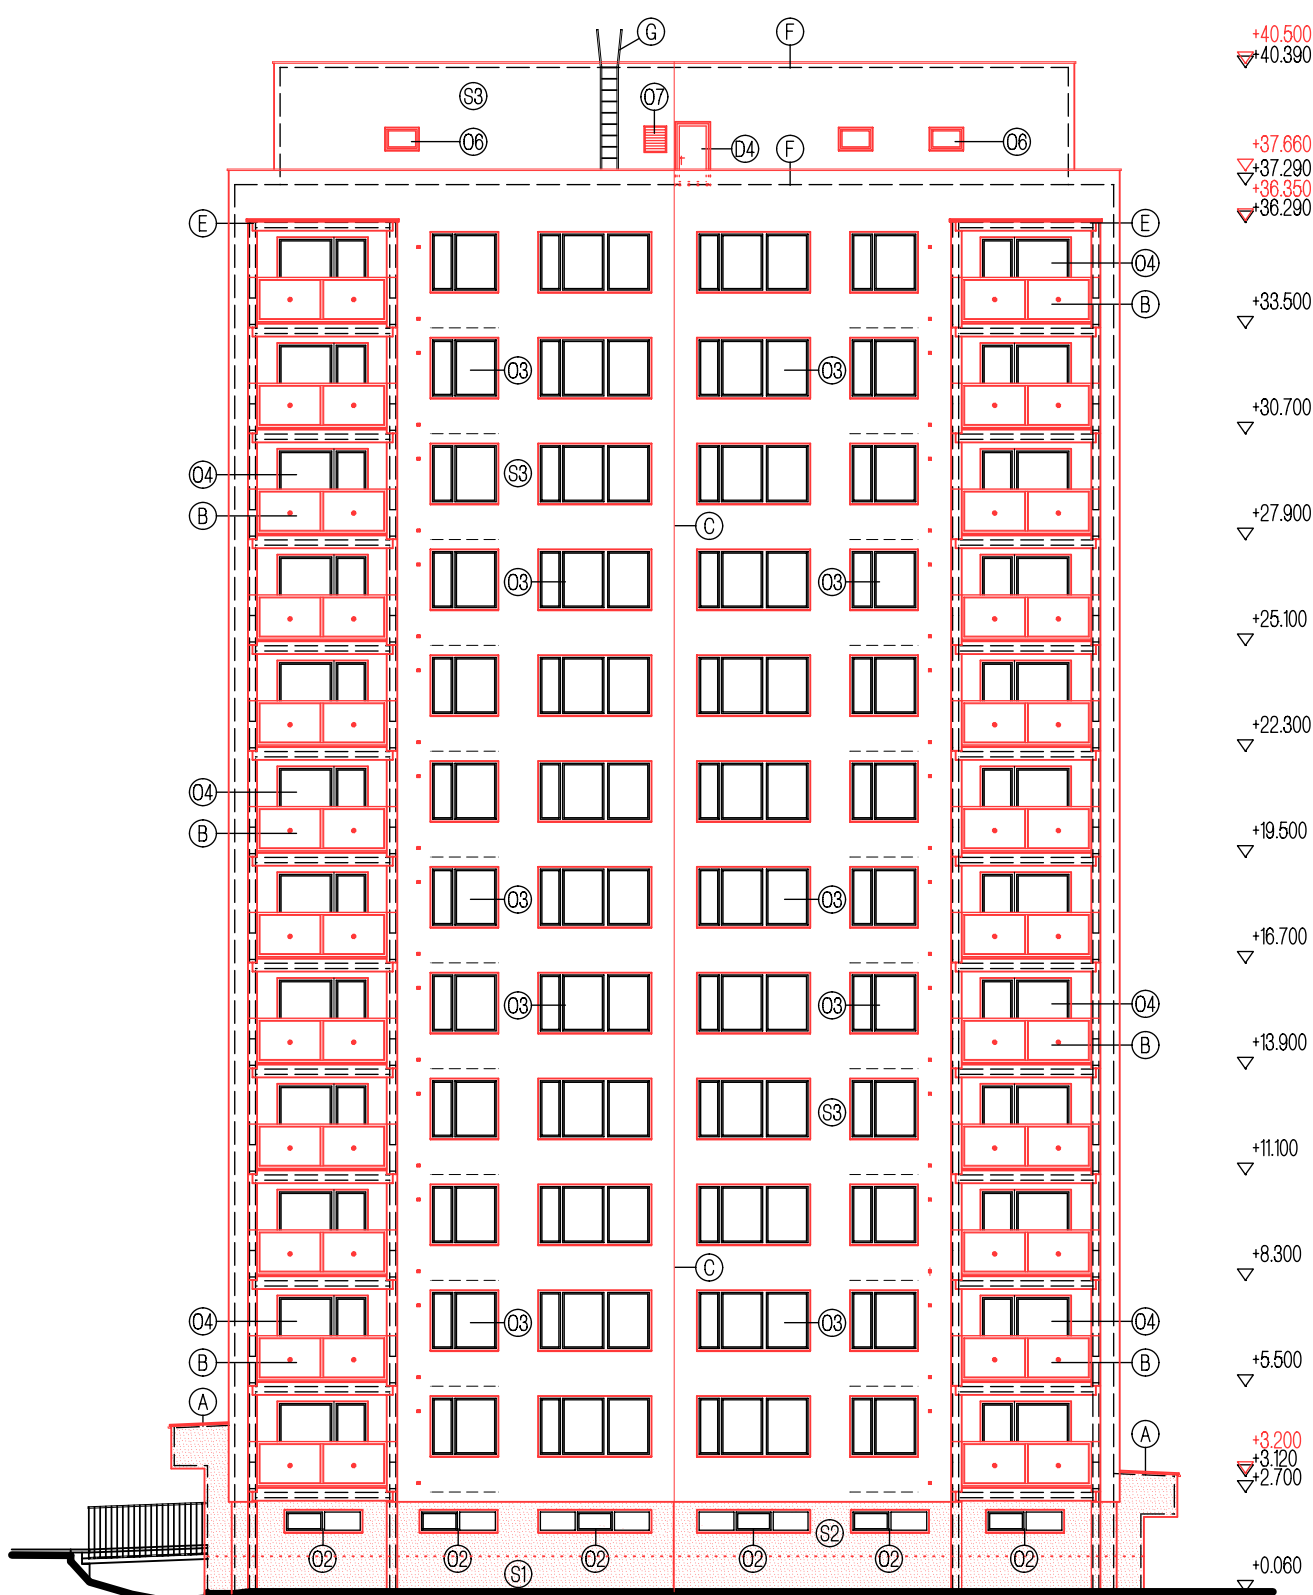 G F +40.500
+40.390
S3 O7
O6 D4 O6
F +37.660
+37.290
+36.350
+36.290
E E
O4
B +33.500
O3 O3
+30.700
O4 S3
B C +27.900
O3 O3
+25.100
+22.300
O4
B +19.500
O3 O3
+16.700
O3 O3 O4
B +13.900
S3
+11.100
C +8.300
O4 O3 O3 O4
B B +5.500
A
A +3.200
+3.120
+2.700
S2
O2 O2 O2 O2 O2 O2
S1 +0.060